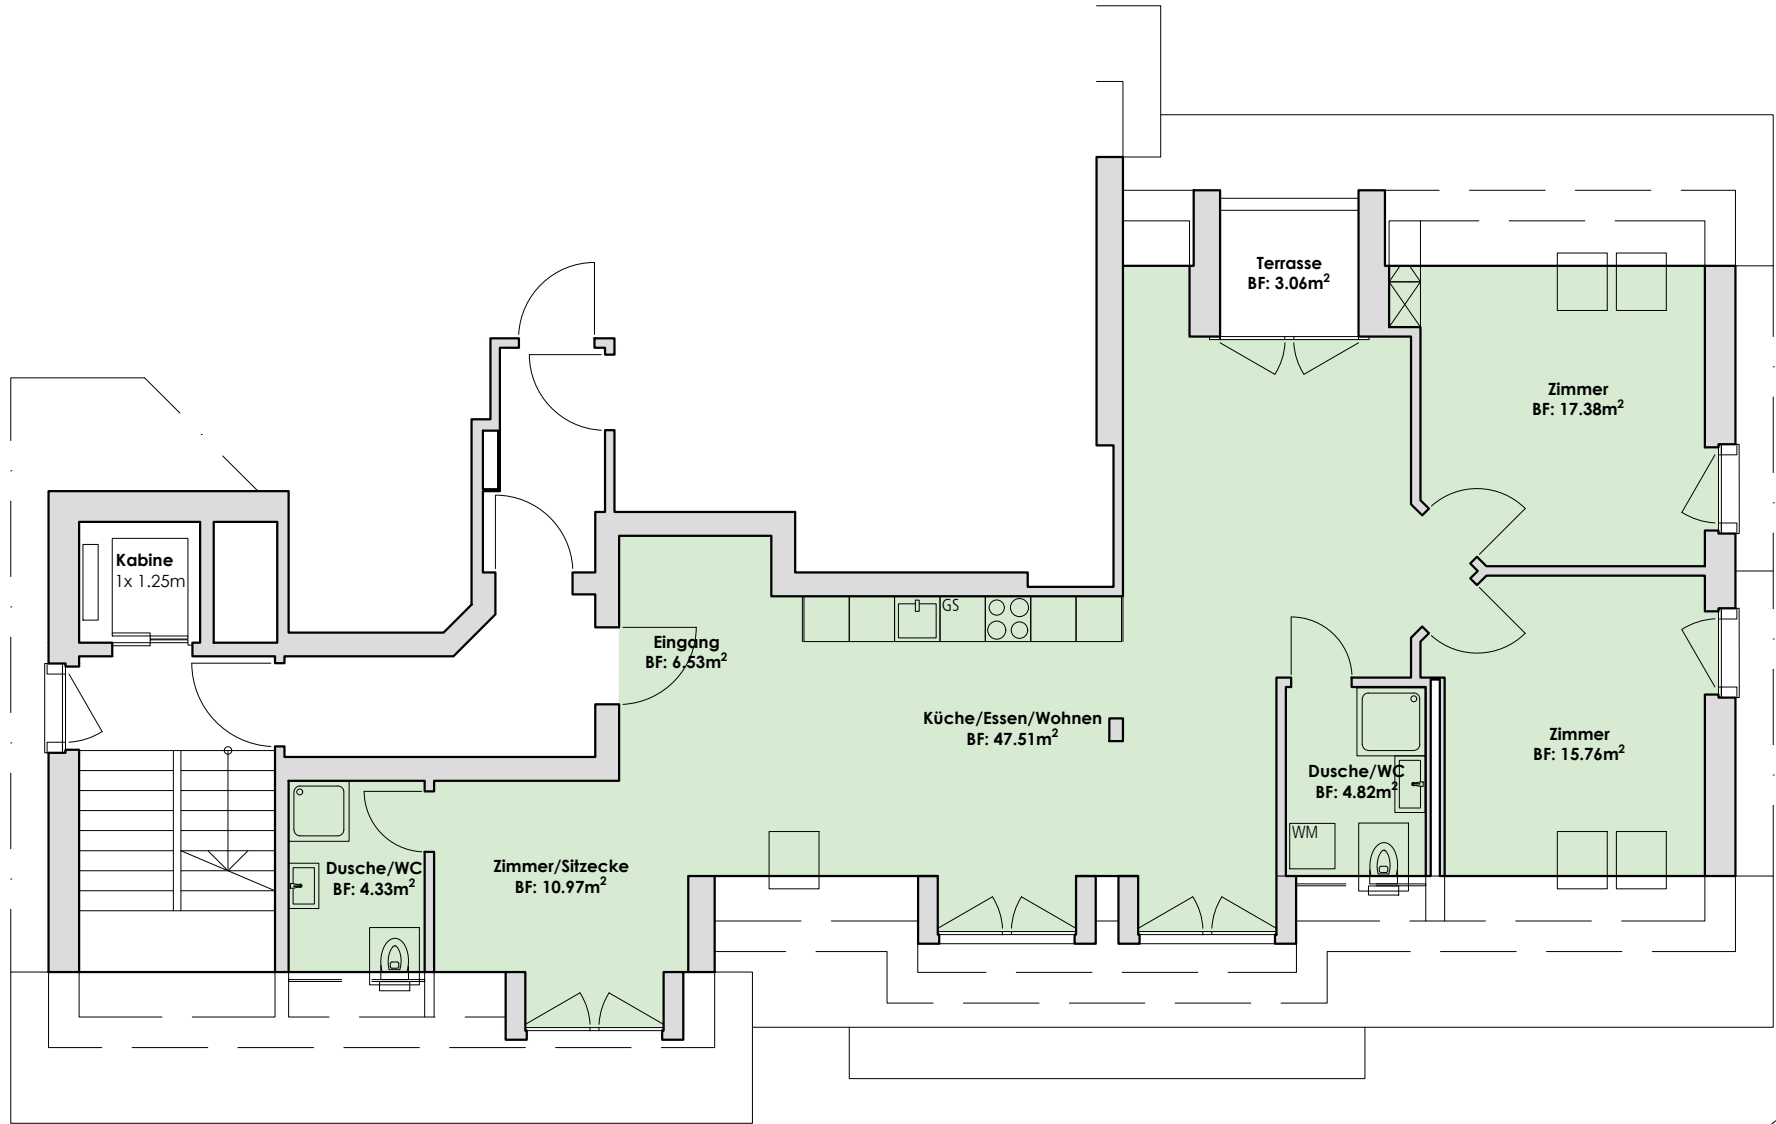 Terrasse
BF: 3.06m²
Zimmer
BF: 17.38m²
Kabine
1x 1.25m
GS
Eingang
BF: 6.53m²
Küche/Essen/Wohnen
BF: 47.51m²
Zimmer
BF: 15.76m²
Dusche/WC
BF: 4.82m²
WM
Zimmer/Sitzecke
BF: 10.97m²
Dusche/WC
BF: 4.33m²